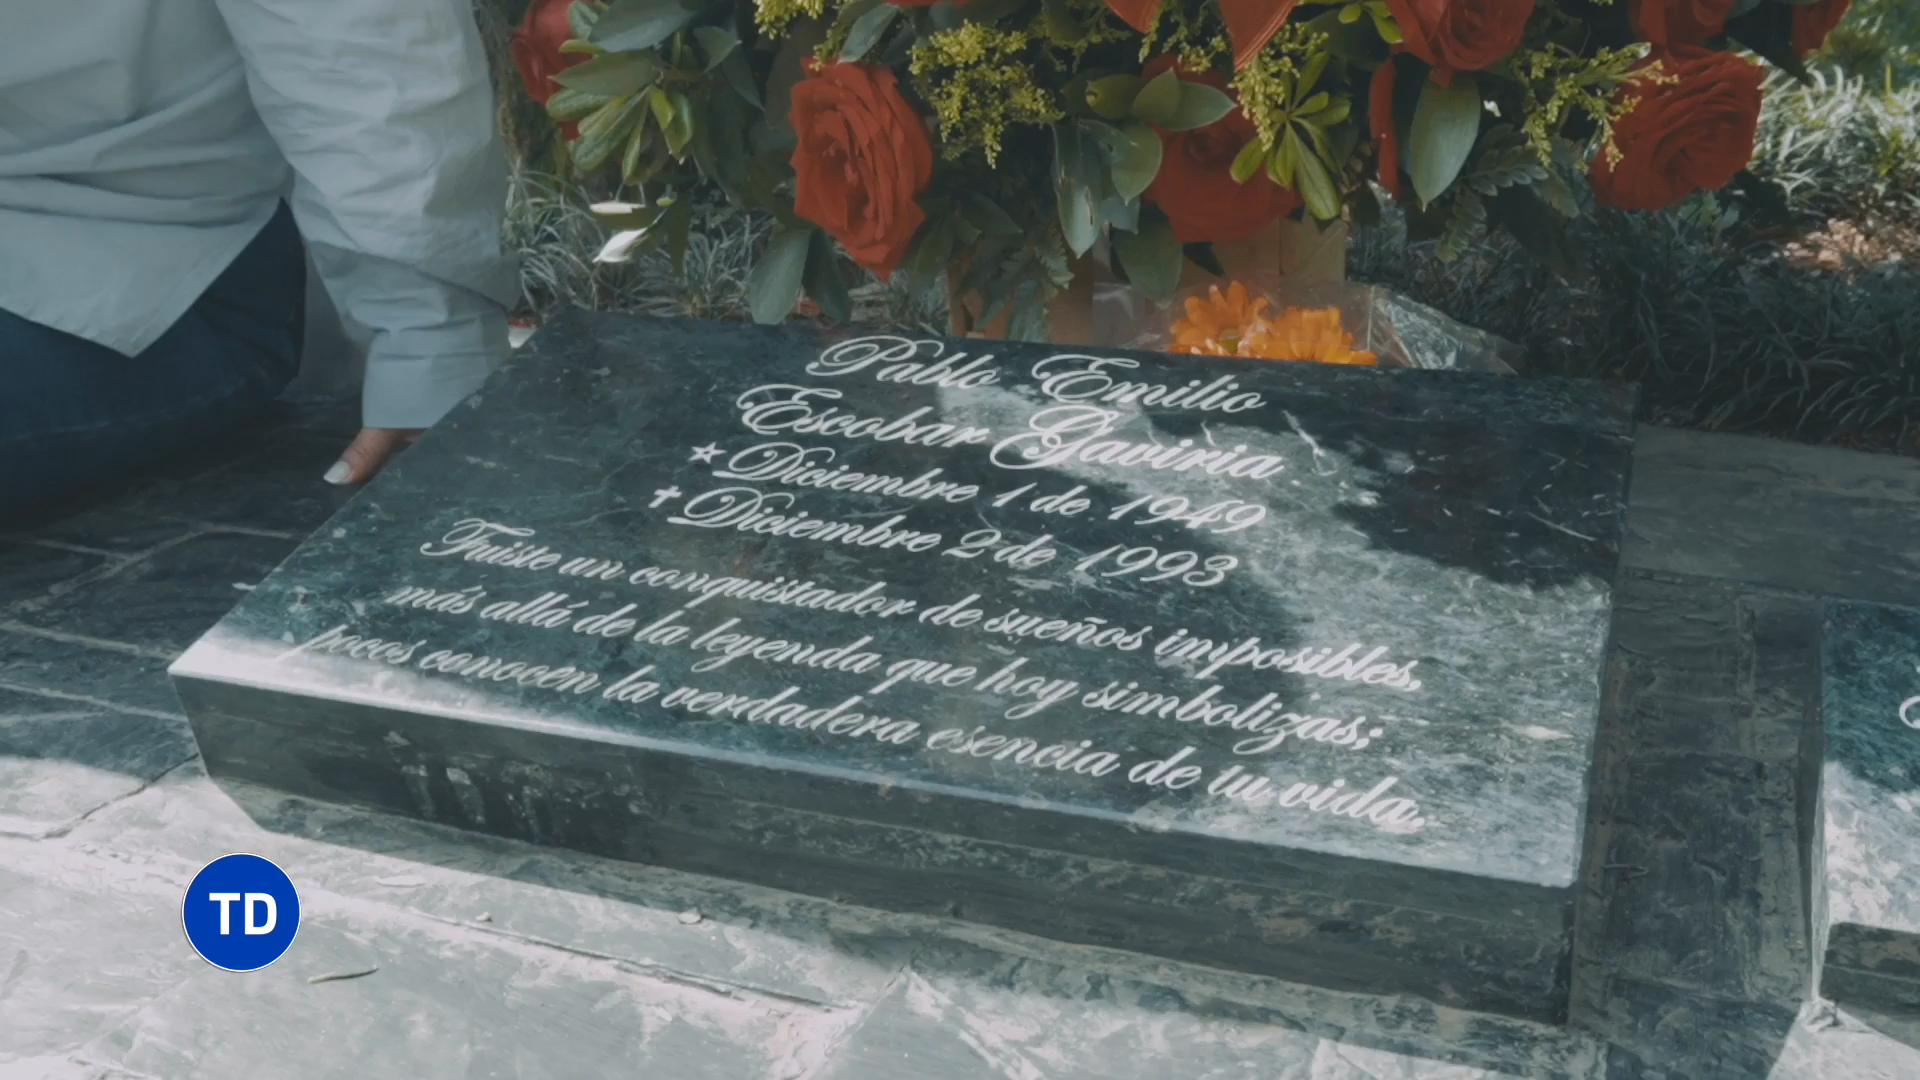 Pablo Emilio
Escobar Gaviria
☆ Diciembre 1 de 1949
✝ Diciembre 2 de 1993
Fuiste un conquistador de sueños imposibles,
más allá de la leyenda que hoy simbolizas;
pocos conocen la verdadera esencia de tu vida.
TD